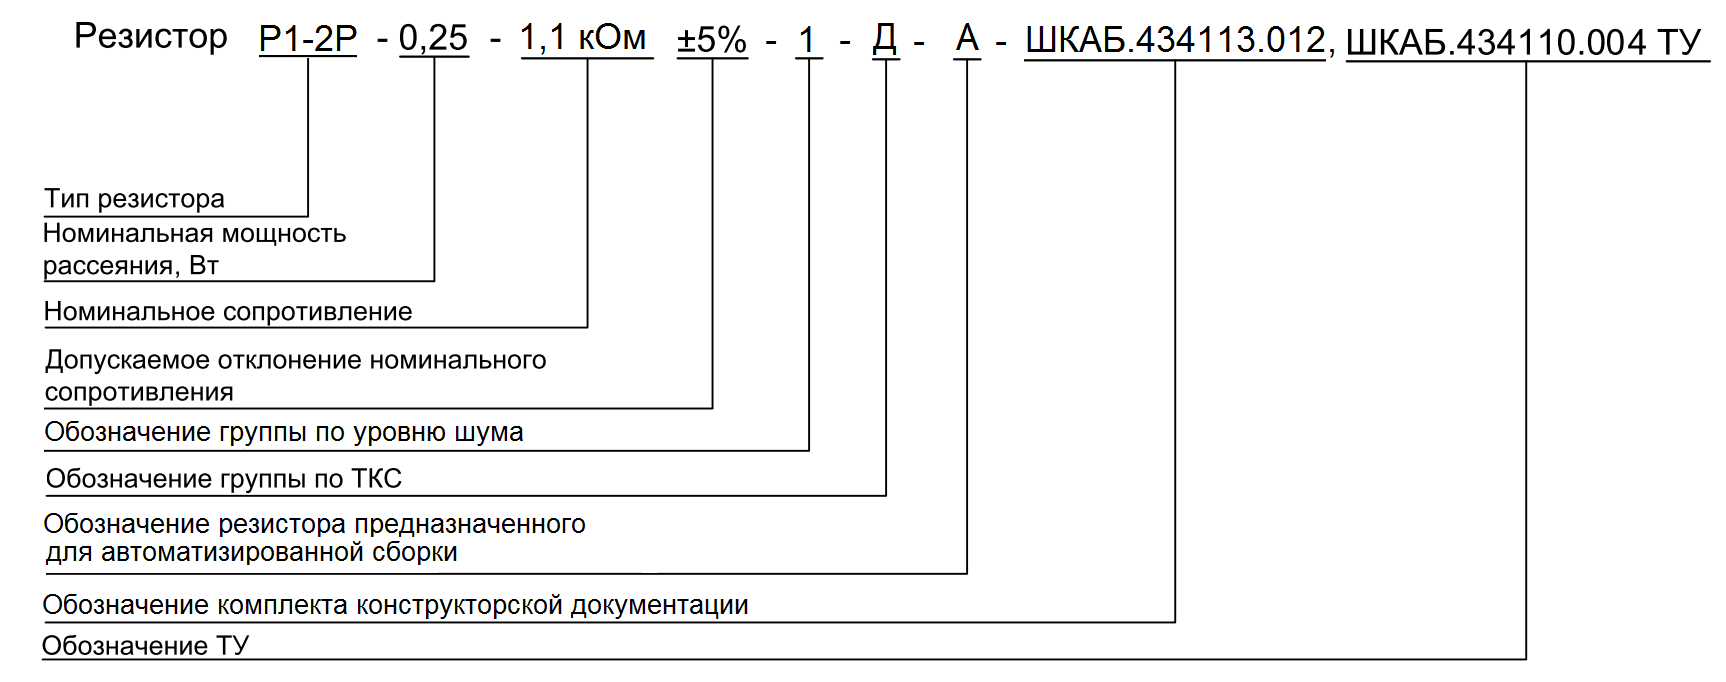 Резистор Р1-2Р - 0,25 - 1,1 кОм ±5% - 1 - Д - А - ШКАБ.434113.012, ШКАБ.434110.004 ТУ
Тип резистора
Номинальная мощность
рассеяния, Вт
Номинальное сопротивление
Допускаемое отклонение номинального
сопротивления
Обозначение группы по уровню шума
Обозначение группы по ТКС
Обозначение резистора предназначенного
для автоматизированной сборки
Обозначение комплекта конструкторской документации
Обозначение ТУ